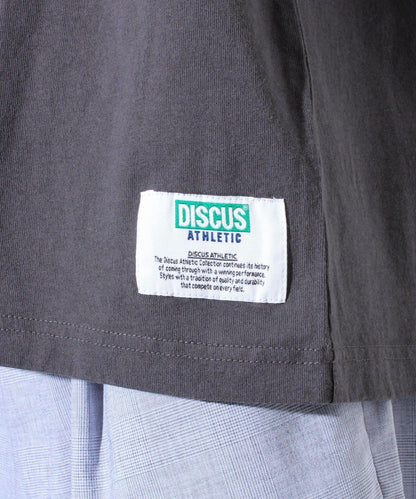 DISCUS®
ATHLETIC
DISCUS ATHLETIC
The Discus Athletic Collection continues its history
of coming through with a winning performance.
Styles with a tradition of quality and durability
that compete on every field.